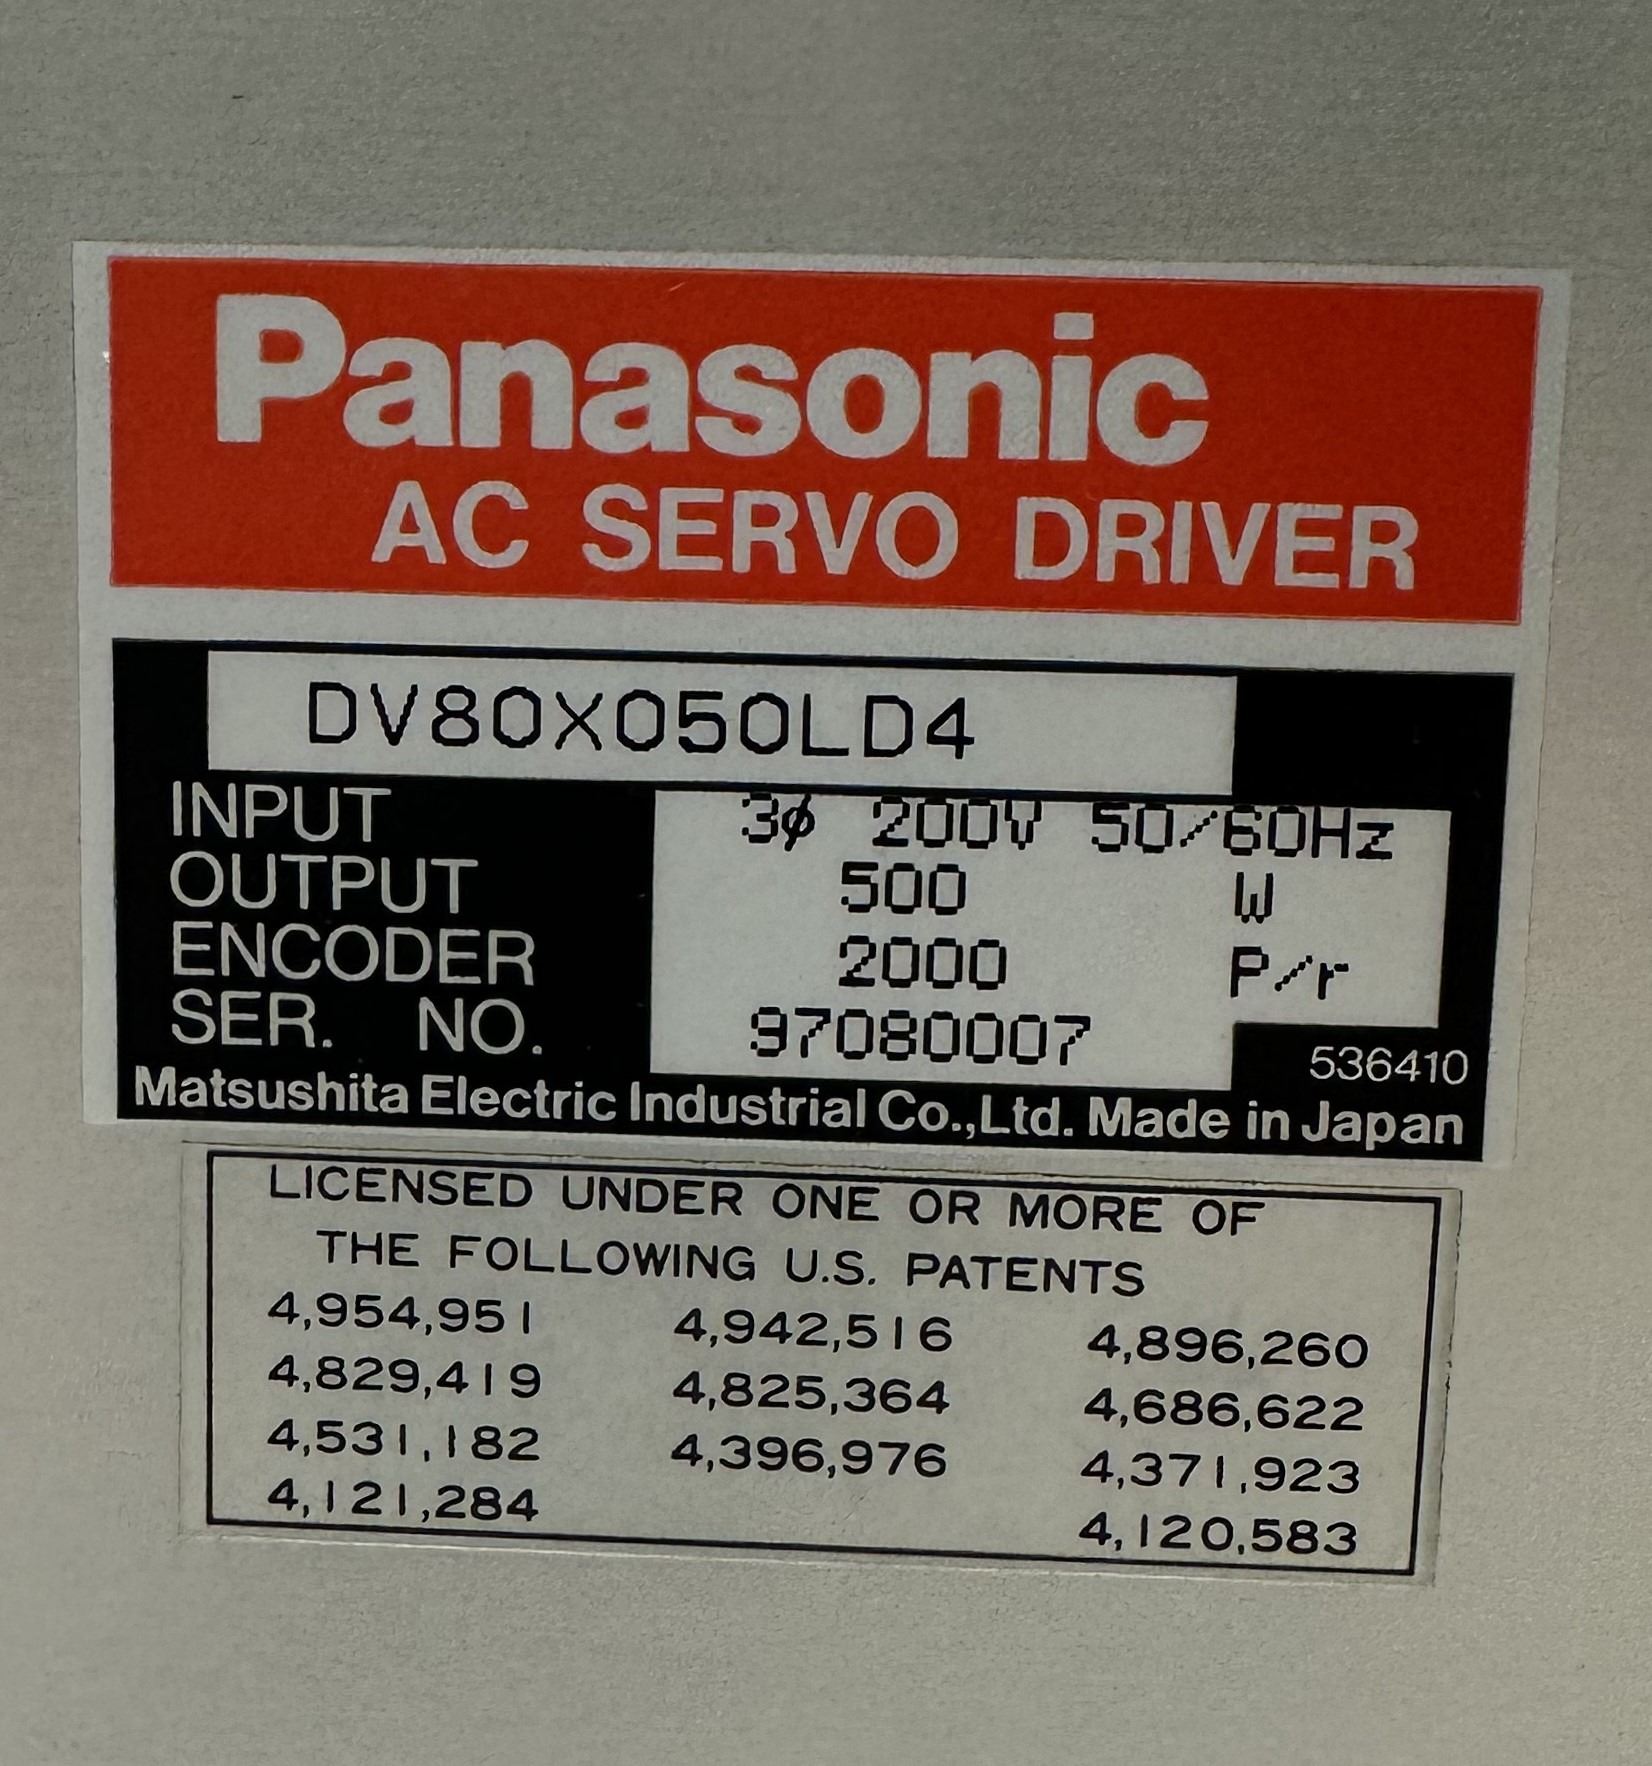 Panasonic
AC SERVO DRIVER
DV80X050LD4
INPUT 3ϕ 200V 50/60Hz
OUTPUT 500 W
ENCODER 2000 P/r
SER. NO. 97080007
536410
Matsushita Electric Industrial Co.,Ltd. Made in Japan
LICENSED UNDER ONE OR MORE OF
THE FOLLOWING U.S. PATENTS
4,954,951 4,942,516 4,896,260
4,829,419 4,825,364 4,686,622
4,531,182 4,396,976 4,371,923
4,121,284 4,120,583